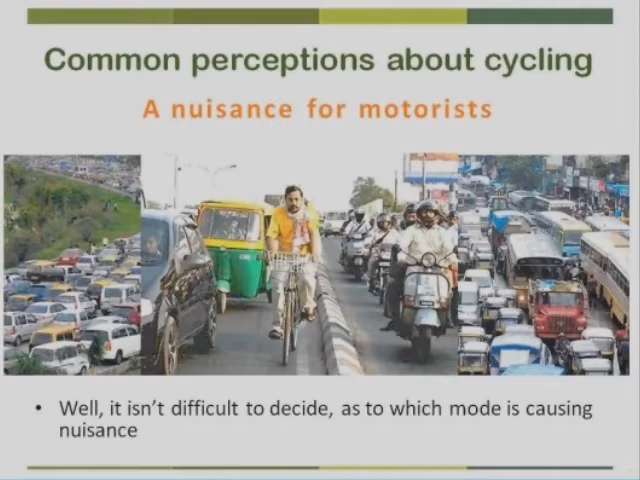 Common perceptions about cycling
A nuisance for motorists
• Well, it isn't difficult to decide, as to which mode is causing
nuisance